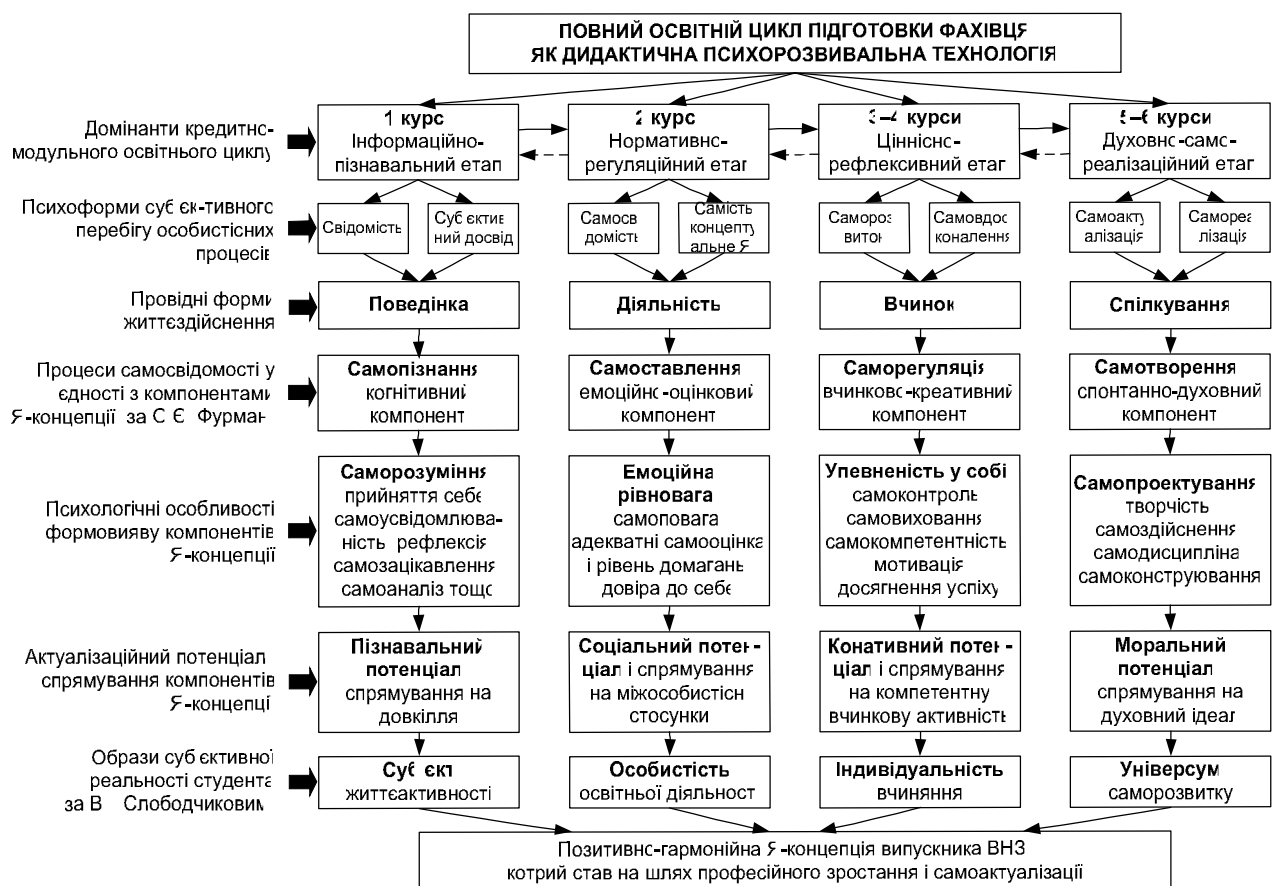 ПОВНИЙ ОСВІТНІЙ ЦИКЛ ПІДГОТОВКИ ФАХІВЦЯ
ЯК ДИДАКТИЧНА ПСИХОРОЗВИВАЛЬНА ТЕХНОЛОГІЯ
Домінанти кредитно-
модульного освітнього циклу
1 курс
Інформаційно-
пізнавальний етап
2 курс
Нормативно-
регуляційний етап
3–4 курси
Ціннісно-
рефлексивний етап
5–6 курси
Духовно-само-
реалізаційний етап
Психоформи суб єк-тивного
перебігу особистісних
процесів
Свідомість
Суб єктив
ний досвід
Самосв
домість
Самість
концепту
альне Я
Самороз
виток
Самовдос
коналення
Самоакту
алізація
Самореа
лізація
Провідні форми
життєздійснення
Поведінка
Діяльність
Вчинок
Спілкування
Процеси самосвідомості у
єдності з компонентами
Я-концепції за С Є Фурман
Самопізнання
когнітивний
компонент
Самоставлення
емоційно-оцінковий
компонент
Саморегуляція
вчинково-креативний
компонент
Самотворення
спонтанно-духовний
компонент
Психологічні особливості
формовияву компонентів
Я-концепції
Саморозуміння
прийняття себе
самоусвідомлюва-
ність рефлексія
самозацікавлення
самоаналіз тощо
Емоційна
рівновага
самоповага
адекватні самооцінка
і рівень домагань
довіра до себе
Упевненість у собі
самоконтроль
самовиховання
самокомпетентність
мотивація
досягнення успіху
Самопроектування
творчість
самоздійснення
самодисципліна
самоконструювання
Актуалізаційний потенціал
спрямування компонентів
Я-концепції
Пізнавальний
потенціал
спрямування на
довкілля
Соціальний потен-
ціал і спрямування
на міжособистісн
стосунки
Конативний потен-
ціал і спрямування
на компетентну
вчинкову активність
Моральний
потенціал
спрямування на
духовний ідеал
Образи суб єктивної
реальності студента
за В Слободчиковим
Суб єкт
життєактивності
Особистість
освітньої діяльност
Індивідуальність
вчиняння
Універсум
саморозвитку
Позитивно-гармонійна Я-концепція випускника ВНЗ
котрий став на шлях професійного зростання і самоактуалізації